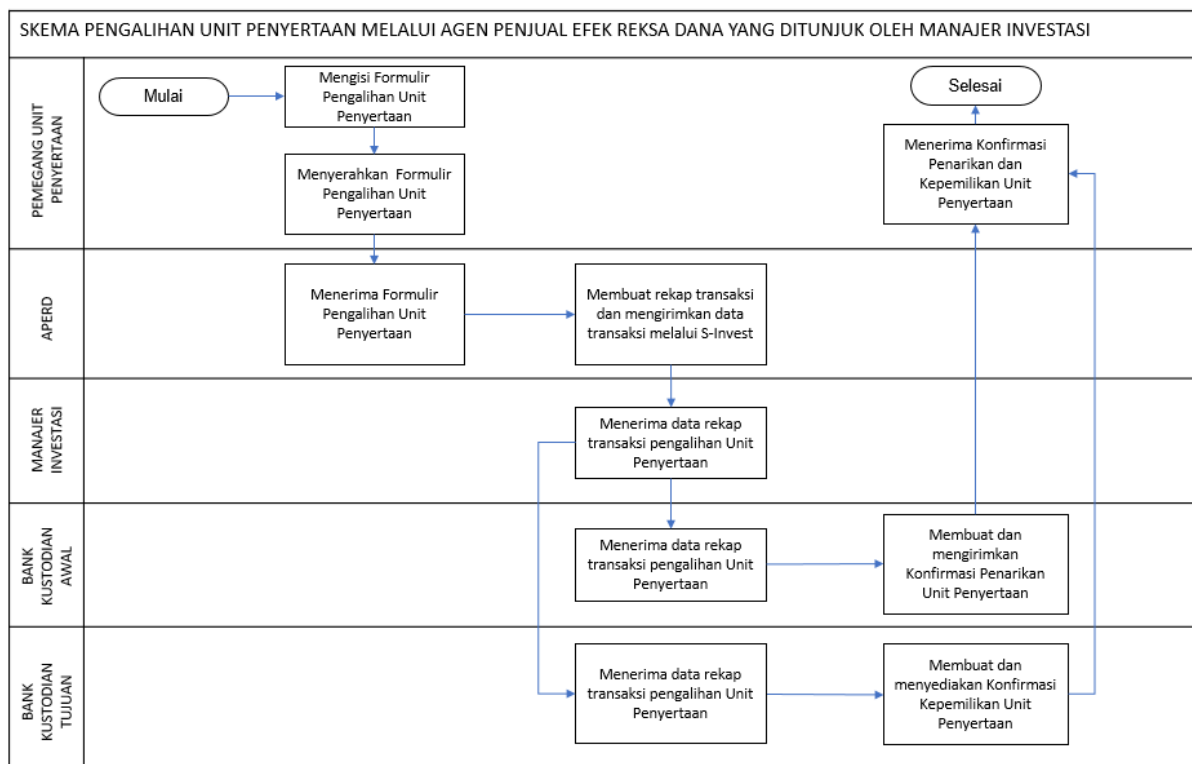 SKEMA PENGALIHAN UNIT PENYERTAAN MELALUI AGEN PENJUAL EFEK REKSA DANA YANG DITUNJUK OLEH MANAJER INVESTASI
PEMEGANG UNIT
PENYERTAAN
Mulai
Mengisi Formulir
Pengalihan Unit
Penyertaan
Menyerahkan Formulir
Pengalihan Unit
Penyertaan
Selesai
Menerima Konfirmasi
Penarikan dan
Kepemilikan Unit
Penyertaan
APERD
Menerima Formulir
Pengalihan Unit
Penyertaan
Membuat rekap transaksi
dan mengirimkan data
transaksi melalui S-Invest
MANAJER
INVESTASI
Menerima data rekap
transaksi pengalihan Unit
Penyertaan
BANK
KUSTODIAN
AWAL
Menerima data rekap
transaksi pengalihan Unit
Penyertaan
Membuat dan
mengirimkan
Konfirmasi Penarikan
Unit Penyertaan
BANK
KUSTODIAN
TUJUAN
Menerima data rekap
transaksi pengalihan Unit
Penyertaan
Membuat dan
menyediakan Konfirmasi
Kepemilikan Unit
Penyertaan